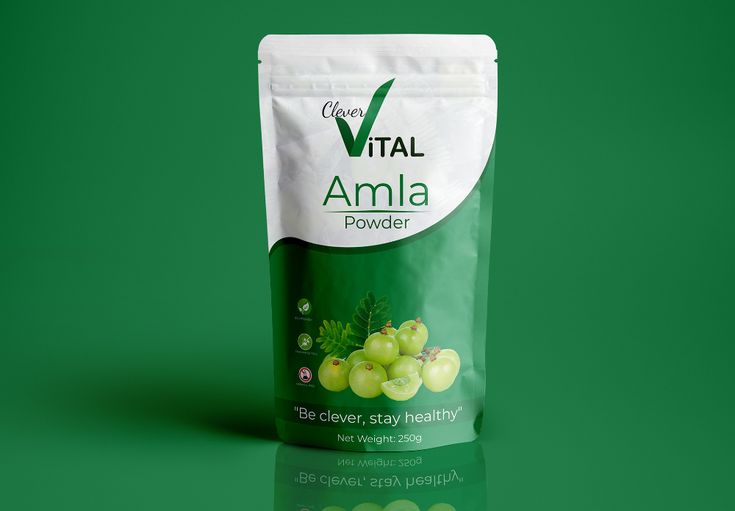 Clever
ViTAL
Amla
Powder
"Be clever, stay healthy"
Net Weight: 250g